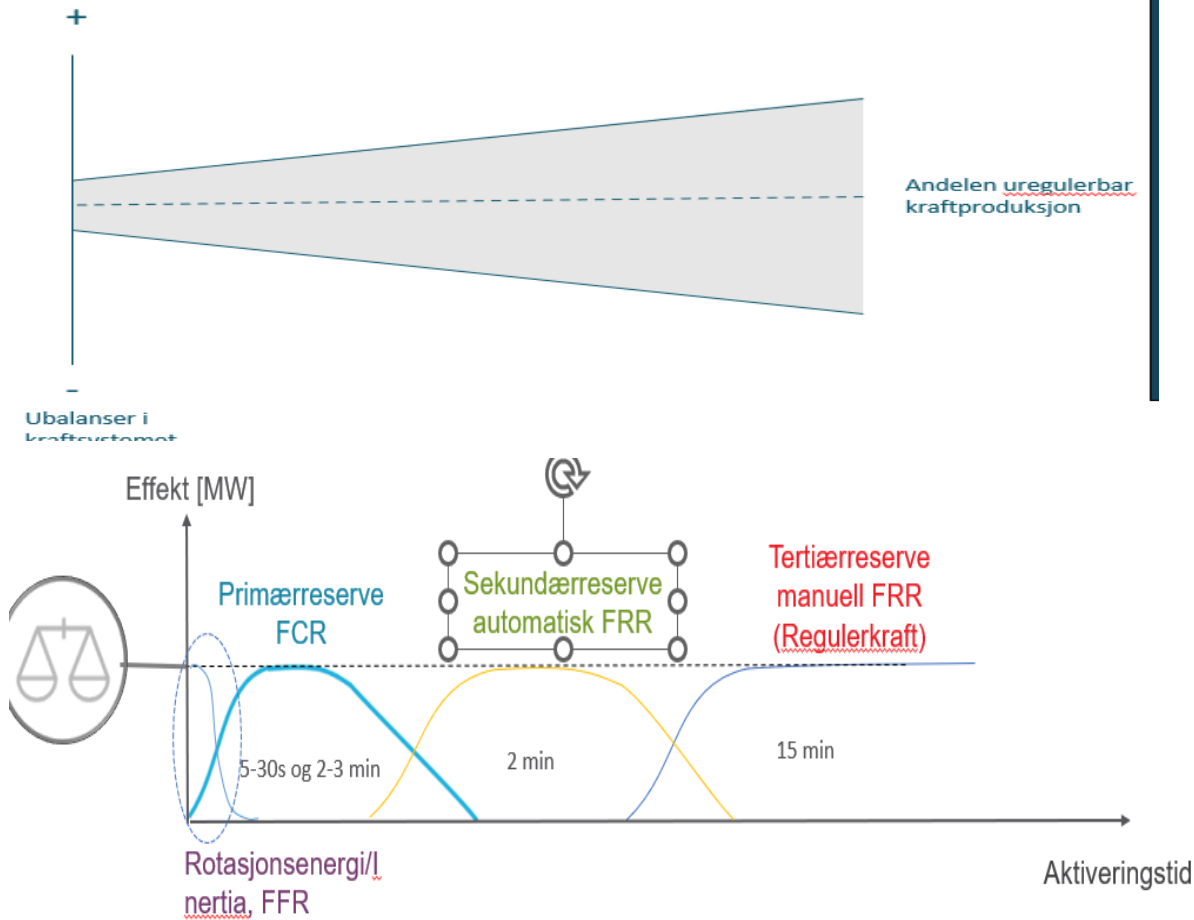 +
Andelen uregulerbar
kraftproduksjon
-
Ubalanser i
kraftsystemet
Effekt [MW]
Primærreserve
FCR
Sekundærreserve
automatisk FRR
Tertiærreserve
manuell FRR
(Regulerkraft)
5-30s og 2-3 min
2 min
15 min
Rotasjonsenergi/I
nertia, FFR
Aktiveringstid